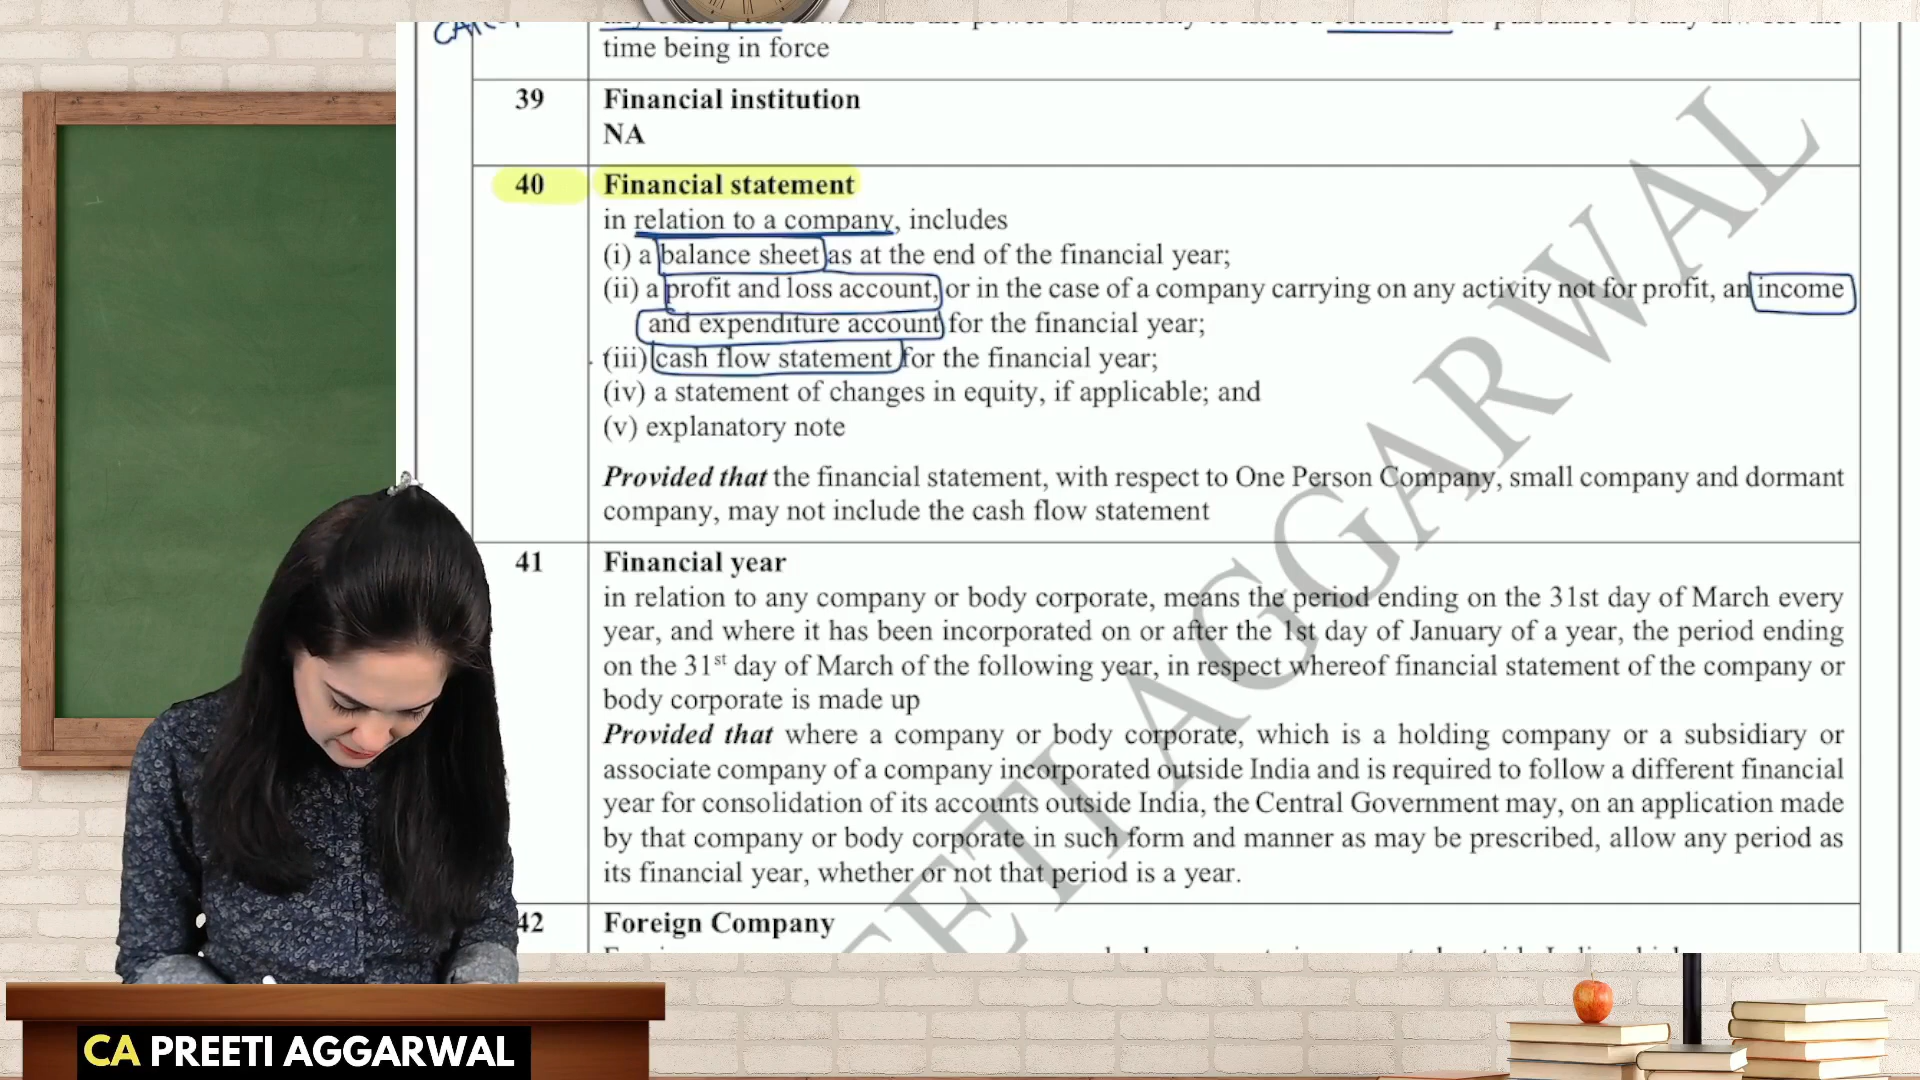 time being in force
39 Financial institution
NA
40 Financial statement
in relation to a company, includes
(i) a balance sheet as at the end of the financial year;
(ii) a profit and loss account, or in the case of a company carrying on any activity not for profit, an income
and expenditure account for the financial year;
(iii) cash flow statement for the financial year;
(iv) a statement of changes in equity, if applicable; and
(v) explanatory note
Provided that the financial statement, with respect to One Person Company, small company and dormant
company, may not include the cash flow statement
41 Financial year
in relation to any company or body corporate, means the period ending on the 31st day of March every
year, and where it has been incorporated on or after the 1st day of January of a year, the period ending
on the 31st day of March of the following year, in respect whereof financial statement of the company or
body corporate is made up
Provided that where a company or body corporate, which is a holding company or a subsidiary or
associate company of a company incorporated outside India and is required to follow a different financial
year for consolidation of its accounts outside India, the Central Government may, on an application made
by that company or body corporate in such form and manner as may be prescribed, allow any period as
its financial year, whether or not that period is a year.
42 Foreign Company
AGGARWAL
CA PREETI AGGARWAL